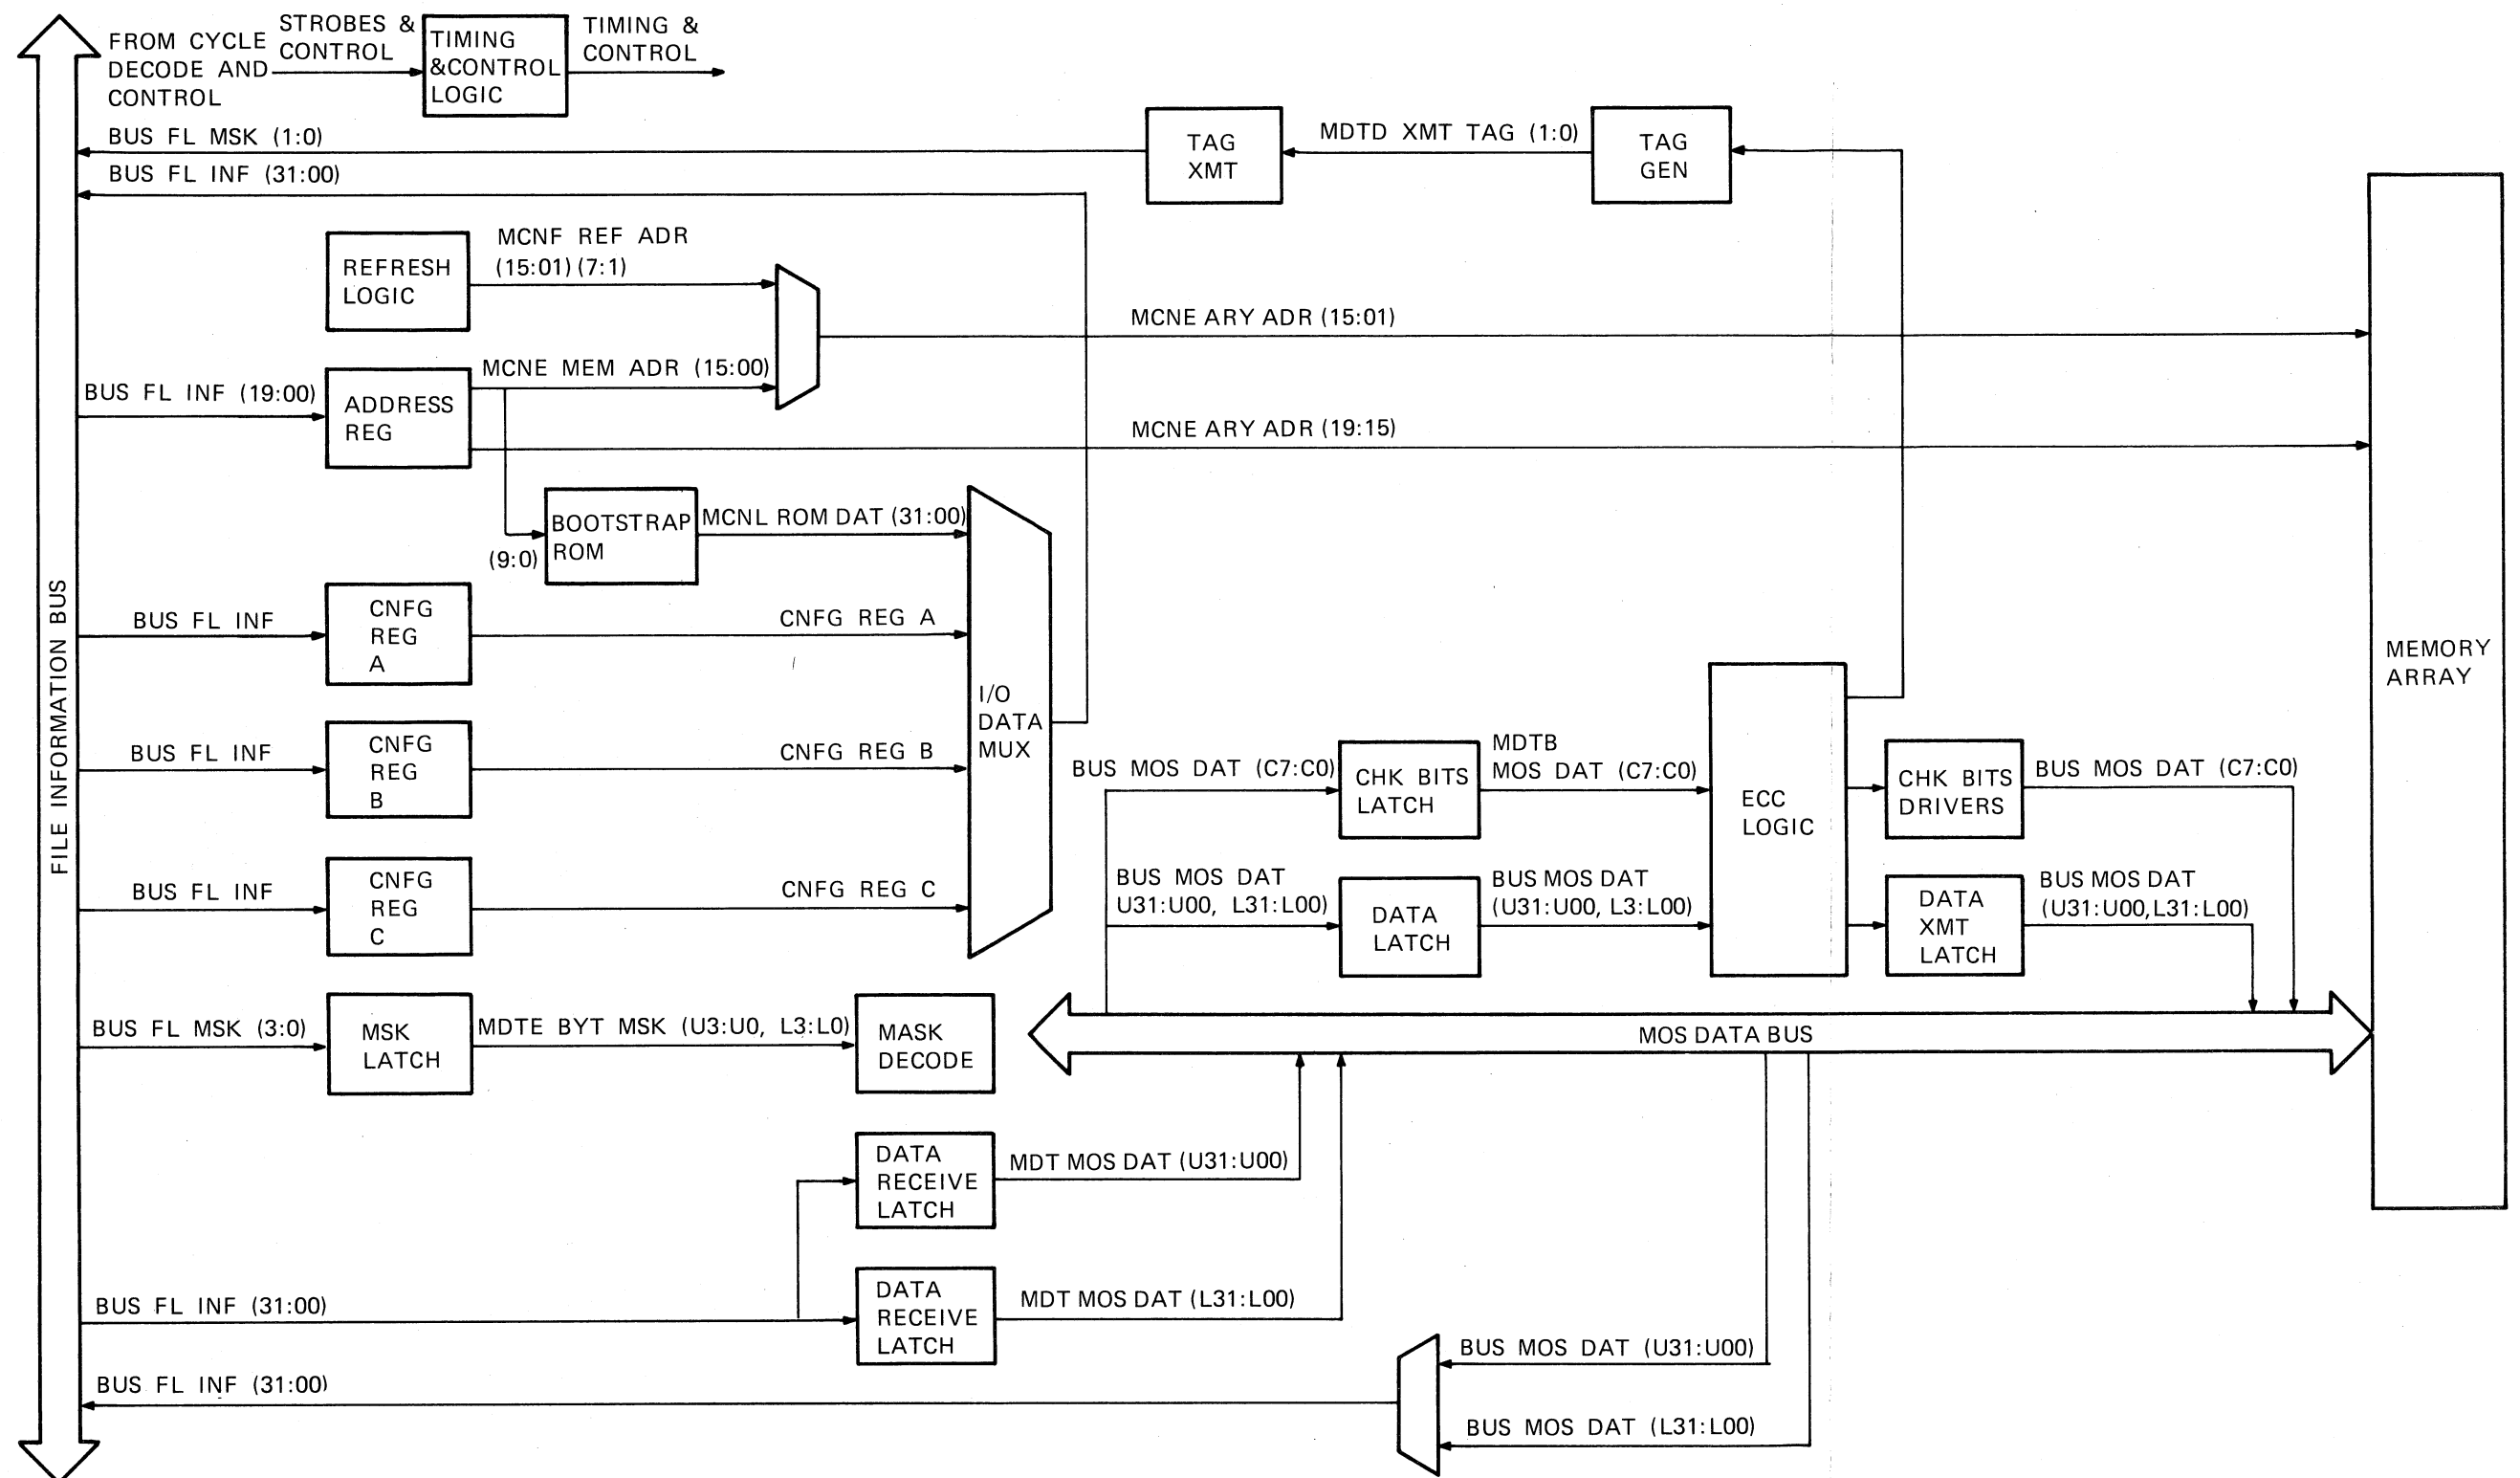 FROM CYCLE
DECODE AND
CONTROL
STROBES &
CONTROL
TIMING
&CONTROL
LOGIC
TIMING &
CONTROL
BUS FL MSK (1:0)
TAG
XMT
MDTD XMT TAG (1:0)
TAG
GEN
BUS FL INF (31:00)
REFRESH
LOGIC
MCNF REF ADR
(15:01) (7:1)
MCNE ARY ADR (15:01)
BUS FL INF (19:00)
ADDRESS
REG
MCNE MEM ADR (15:00)
MCNE ARY ADR (19:15)
(9:0)
BOOTSTRAP
ROM
MCNL ROM DAT (31:00)
FILE INFORMATION BUS
BUS FL INF
CNFG
REG
A
CNFG REG A
I/O
DATA
MUX
MEMORY
ARRAY
BUS FL INF
CNFG
REG
B
CNFG REG B
BUS MOS DAT (C7:C0)
CHK BITS
LATCH
MDTB
MOS DAT (C7:C0)
ECC
LOGIC
CHK BITS
DRIVERS
BUS MOS DAT (C7:C0)
BUS FL INF
CNFG
REG
C
CNFG REG C
BUS MOS DAT
U31:U00, L31:L00)
DATA
LATCH
BUS MOS DAT
(U31:U00, L3:L00)
DATA
XMT
LATCH
BUS MOS DAT
(U31:U00,L31:L00)
BUS FL MSK (3:0)
MSK
LATCH
MDTE BYT MSK (U3:U0, L3:L0)
MASK
DECODE
MOS DATA BUS
DATA
RECEIVE
LATCH
MDT MOS DAT (U31:U00)
BUS FL INF (31:00)
DATA
RECEIVE
LATCH
MDT MOS DAT (L31:L00)
BUS MOS DAT (U31:U00)
BUS FL INF (31:00)
BUS MOS DAT (L31:L00)